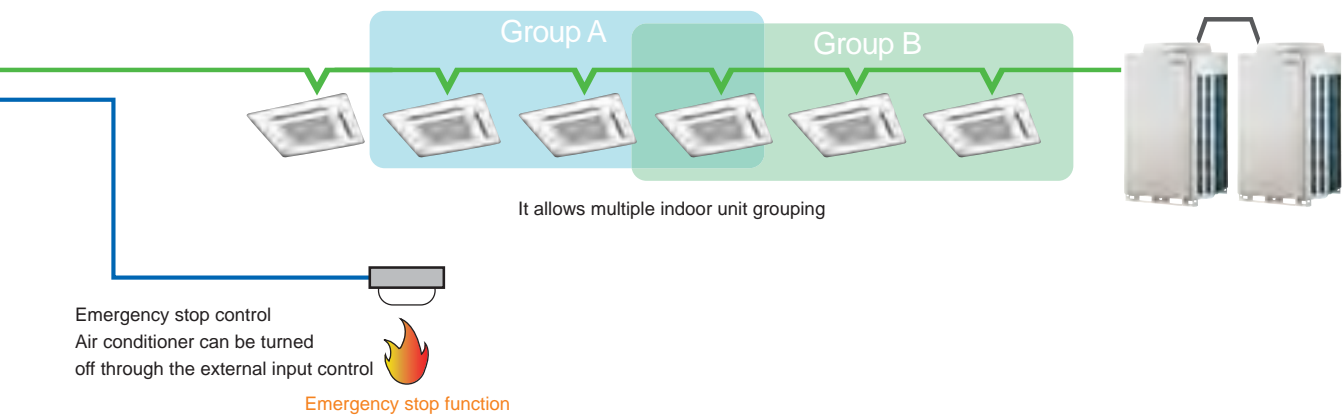 Group A
Group B
It allows multiple indoor unit grouping
Emergency stop control
Air conditioner can be turned
off through the external input control
Emergency stop function